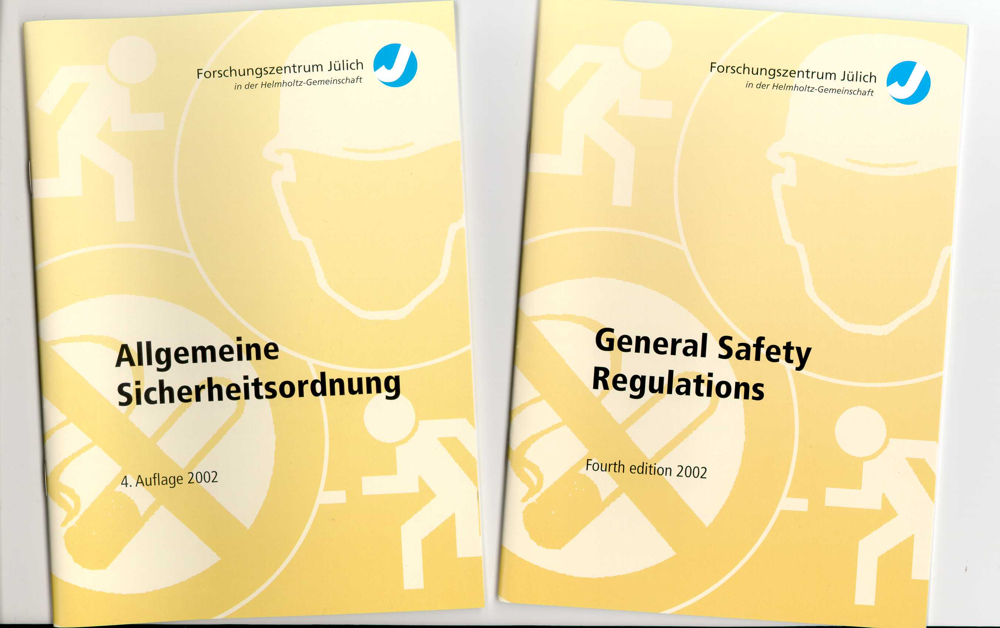 Forschungszentrum Jülich
in der Helmholtz-Gemeinschaft
Allgemeine
Sicherheitsordnung
4. Auflage 2002
Forschungszentrum Jülich
in der Helmholtz-Gemeinschaft
General Safety
Regulations
Fourth edition 2002